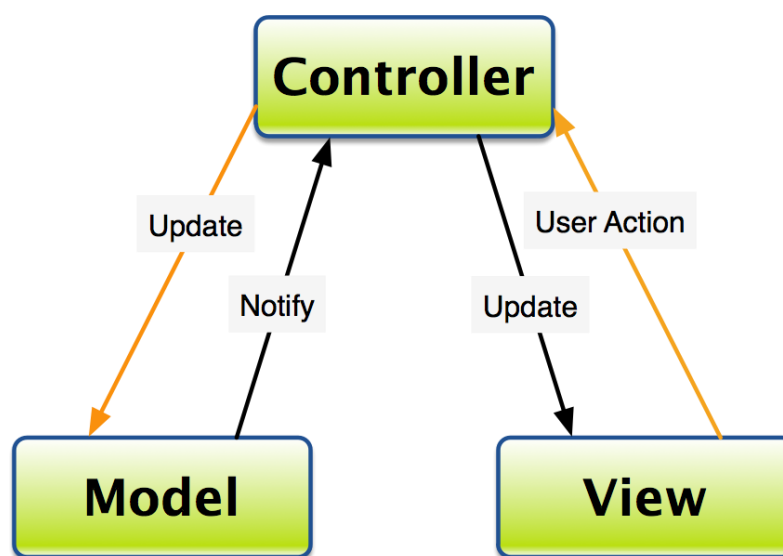 Controller
Update
User Action
Notify
Update
Model
View